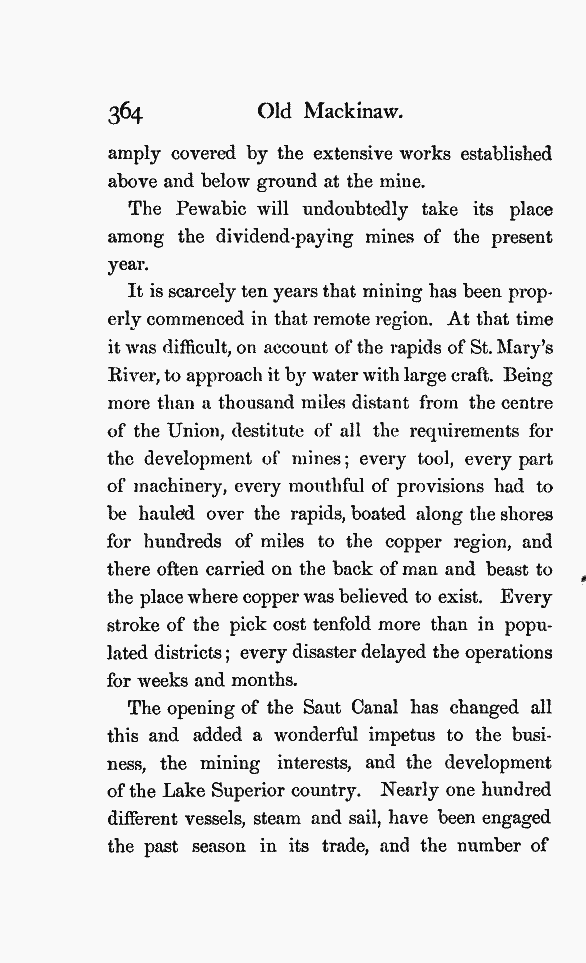 364 Old Mackinaw.
amply covered by the extensive works established
above and below ground at the mine.
The Pewabic will undoubtedly take its place
among the dividend-paying mines of the present
year.
It is scarcely ten years that mining has been prop-
erly commenced in that remote region. At that time
it was difficult, on account of the rapids of St. Mary's
River, to approach it by water with large craft. Being
more than a thousand miles distant from the centre
of the Union, destitute of all the requirements for
the development of mines; every tool, every part
of machinery, every mouthful of provisions had to
be hauled over the rapids, boated along the shores
for hundreds of miles to the copper region, and
there often carried on the back of man and beast to
the place where copper was believed to exist. Every
stroke of the pick cost tenfold more than in popu-
lated districts; every disaster delayed the operations
for weeks and months.
The opening of the Saut Canal has changed all
this and added a wonderful impetus to the busi-
ness, the mining interests, and the development
of the Lake Superior country. Nearly one hundred
different vessels, steam and sail, have been engaged
the past season in its trade, and the number of